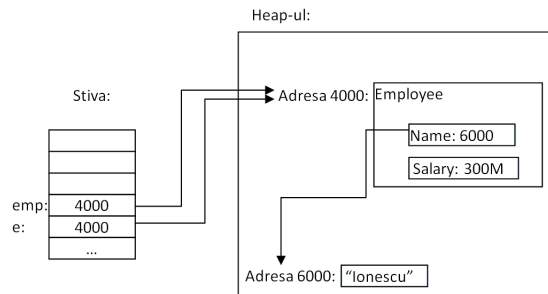 Heap-ul:
Stiva:
Adresa 4000:
Employee
Name: 6000
Salary: 300M
emp:
4000
e:
4000
...
Adresa 6000:
“Ionescu”